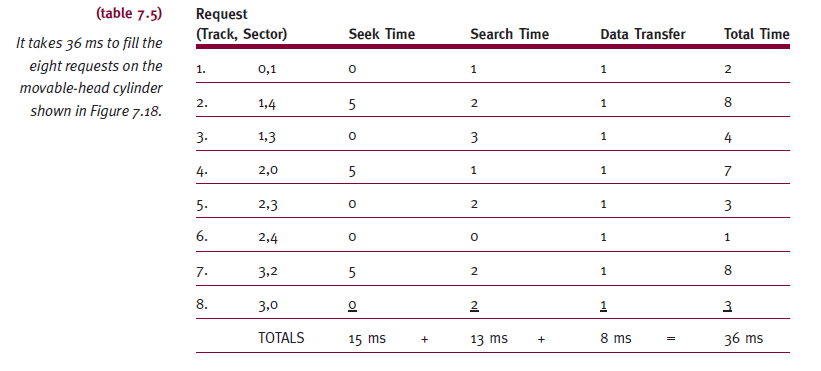 (table 7.5)
It takes 36 ms to fill the
eight requests on the
movable-head cylinder
shown in Figure 7.18.
Request
(Track, Sector) Seek Time Search Time Data Transfer Total Time
1. 0,1 0 1 1 2
2. 1,4 5 2 1 8
3. 1,3 0 3 1 4
4. 2,0 5 1 1 7
5. 2,3 0 2 1 3
6. 2,4 0 0 1 1
7. 3,2 5 2 1 8
8. 3,0 0 2 1 3
TOTALS 15 ms + 13 ms + 8 ms = 36 ms